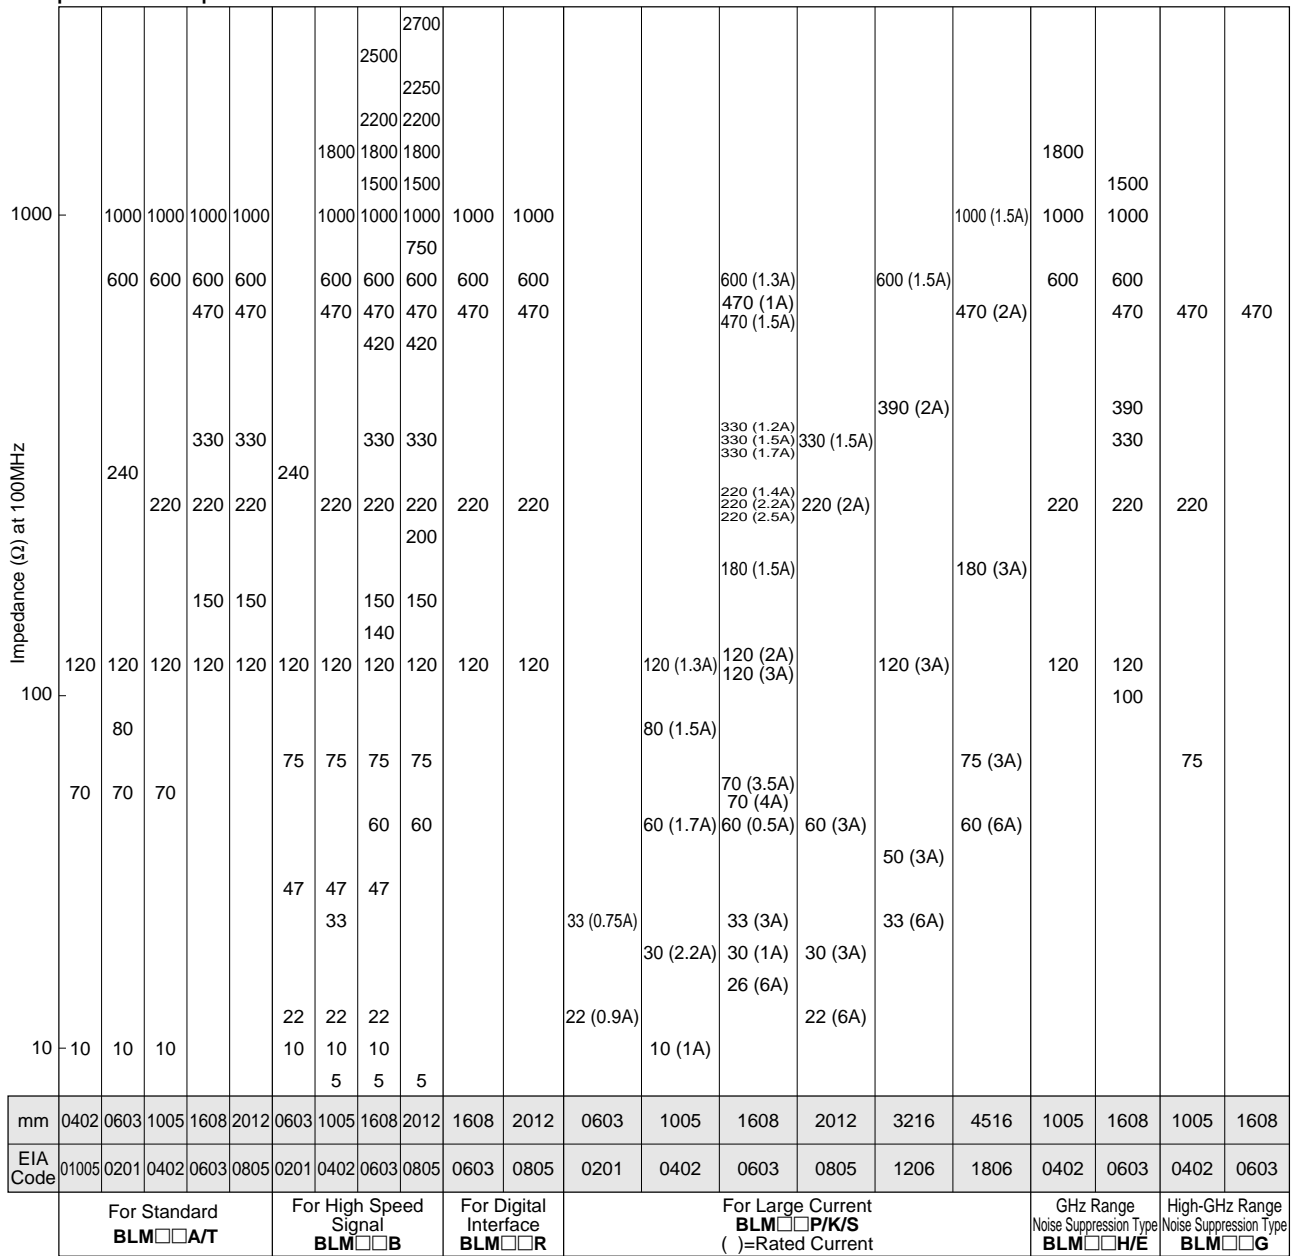 2700
2500
2250
2200 2200
1800 1800 1800 1800
1500 1500 1500
1000 1000 1000 1000 1000 1000 1000 1000 1000 1000 1000 (1.5A) 1000 1000
750
600 600 600 600 600 600 600 600 600 600 (1.3A) 600 (1.5A) 600 600
470 470 470 470 470 470 470 470 (1A) 470 (2A) 470 470 470
470 (1.5A)
420 420
390 (2A) 390
330 (1.2A)
330 330 330 330 330 (1.5A) 330 (1.5A) 330
330 (1.7A)
240 240
220 (1.4A)
220 220 220 220 220 220 220 220 220 (2.2A) 220 (2A) 220 220 220
220 (2.5A)
200
180 (1.5A) 180 (3A)
150 150 150 150
140
120 120 120 120 120 120 120 120 120 120 120 120 (1.3A) 120 (2A) 120 (3A) 120 120
120 (3A)
100 100
80 80 (1.5A)
75 75 75 75 75 (3A) 75
70 70 70 70 (3.5A)
70 (4A)
60 60 60 (1.7A) 60 (0.5A) 60 (3A) 60 (6A)
50 (3A)
47 47 47
33 33 (0.75A) 33 (3A) 33 (6A)
30 (2.2A) 30 (1A) 30 (3A)
26 (6A)
22 22 22 22 (0.9A) 22 (6A)
10 10 10 10 10 10 10 10 (1A)
5 5 5
Impedance (Ω) at 100MHz
mm 0402 0603 1005 1608 2012 0603 1005 1608 2012 1608 2012 0603 1005 1608 2012 3216 4516 1005 1608 1005 1608
EIA Code 01005 0201 0402 0603 0805 0201 0402 0603 0805 0603 0805 0201 0402 0603 0805 1206 1806 0402 0603 0402 0603
For Standard
BLM□□A/T
For High Speed
Signal
BLM□□B
For Digital
Interface
BLM□□R
For Large Current
BLM□□P/K/S
( )=Rated Current
GHz Range
Noise Suppression Type
BLM□□H/E
High-GHz Range
Noise Suppression Type
BLM□□G